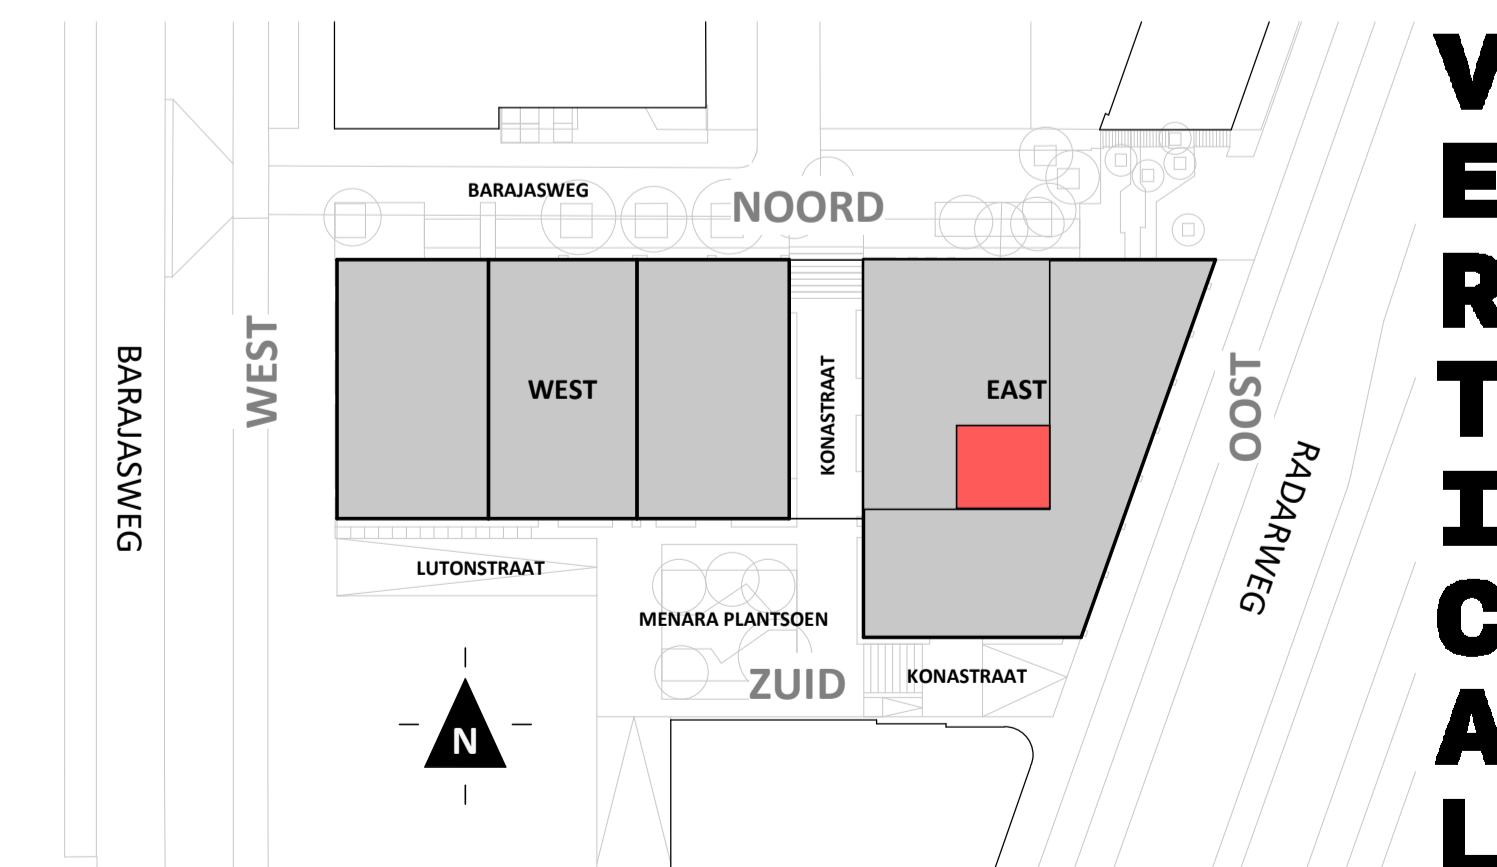 BARAJASWEG
NOORD
WEST
BARAJASWEG
WEST
KONASTRAAT
EAST
OOST
RADARWEG
LUTONSTRAAT
MENARA PLANTSOEN
ZUID
KONASTRAAT
N
VERTICAL